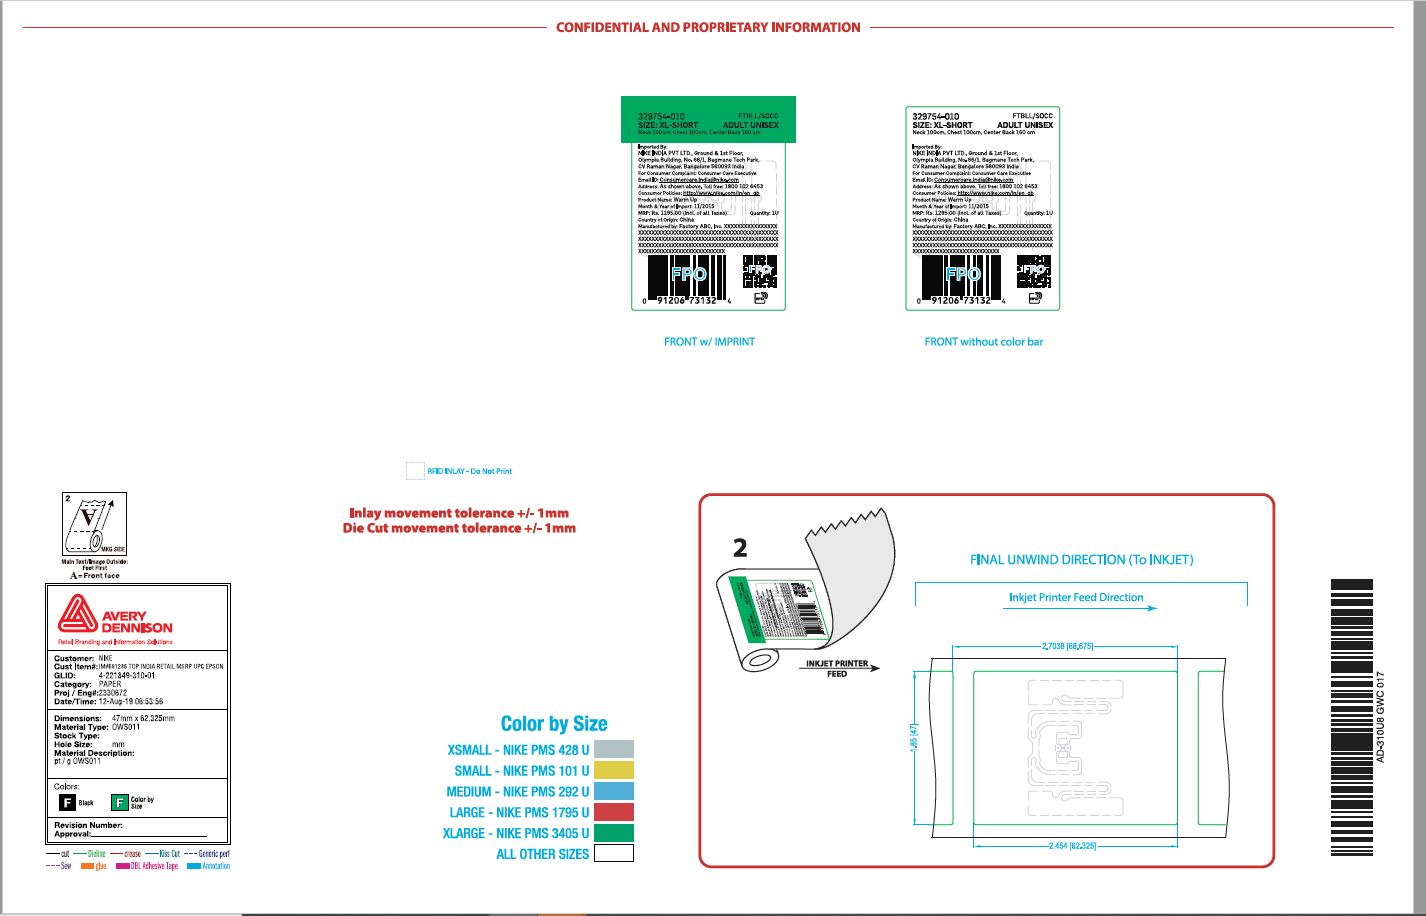 CONFIDENTIAL AND PROPRIETARY INFORMATION
329754-010 FTBLL/SOCC
SIZE: XL-SHORT ADULT UNISEX
Neck 100cm, Chest 100cm, Center Back 160 cm
Imported By:
NIKE INDIA PVT LTD., Ground & 1st Floor,
Olympia Building, No. 66/1, Bagmane Tech Park,
CV Raman Nagar, Bangalore 560093 India
For Consumer Complaint: Consumer Care Executive
Email ID: Consumercare.india@nike.com
Address: As shown above, Toll free: 1800 102 6453
Consumer Policies: http://www.nike.com/in/en_gb
Product Name: Warm Up
Month & Year of Import: 11/2015
MRP: Rs. 1295.00 (Incl. of all Taxes) Quantity: 1U
Country of Origin: China
Manufactured by: Factory ABC, Inc.
FPO FPO
0 91206 73132 4
FRONT w/ IMPRINT
329754-010 FTBLL/SOCC
SIZE: XL-SHORT ADULT UNISEX
Neck 100cm, Chest 100cm, Center Back 160 cm
Imported By:
NIKE INDIA PVT LTD., Ground & 1st Floor,
Olympia Building, No. 66/1, Bagmane Tech Park,
CV Raman Nagar, Bangalore 560093 India
For Consumer Complaint: Consumer Care Executive
Email ID: Consumercare.india@nike.com
Address: As shown above, Toll free: 1800 102 6453
Consumer Policies: http://www.nike.com/in/en_gb
Product Name: Warm Up
Month & Year of Import: 11/2015
MRP: Rs. 1295.00 (Incl. of all Taxes) Quantity: 1U
Country of Origin: China
Manufactured by: Factory ABC, Inc.
FPO FPO
0 91206 73132 4
FRONT without color bar
RFID INLAY - Do Not Print
Inlay movement tolerance +/- 1mm
Die Cut movement tolerance +/- 1mm
2
A
MKG SIDE
Main Text/Image Outside:
Foot First
A = Front face
AVERY
DENNISON
Retail Branding and Information Solutions
Customer: NIKE
Cust Item#: IM#681286 TOP INDIA RETAIL MSRP UPC EPSON
GLID: 4-221849-310-01
Category: PAPER
Proj / Eng#: 2330672
Date/Time: 12-Aug-19 06:53:56
Dimensions: 47mm x 62.325mm
Material Type: OWS011
Stock Type:
Hole Size: mm
Material Description:
pt / g OWS011
Colors:
F Black
F Color by
Size
Revision Number:
Approval:
cut Dieline crease Kiss Cut Generic perf
Sew glue DBL Adhesive Tape Annotation
Color by Size
XSMALL - NIKE PMS 428 U
SMALL - NIKE PMS 101 U
MEDIUM - NIKE PMS 292 U
LARGE - NIKE PMS 1795 U
XLARGE - NIKE PMS 3405 U
ALL OTHER SIZES
2
INKJET PRINTER
FEED
FINAL UNWIND DIRECTION (To INKJET)
Inkjet Printer Feed Direction
2.7038 [68.675]
1.85 [47]
2.454 [62.325]
AD-310U8 GWC 017